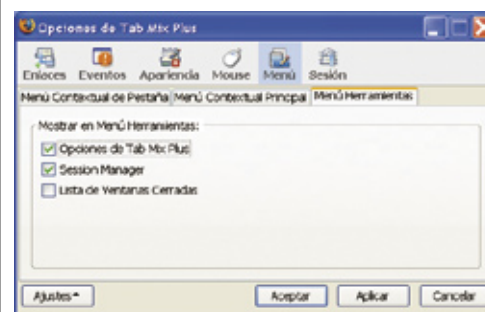 Opciones de Tab Mix Plus
Enlaces Eventos Apariencia Mouse Menú Sesión
Menú Contextual de Pestaña Menú Contextual Principal Menú Herramientas
Mostrar en Menú Herramientas:
Opciones de Tab Mix Plus
Session Manager
Lista de Ventanas Cerradas
Ajustes Aceptar Aplicar Cancelar